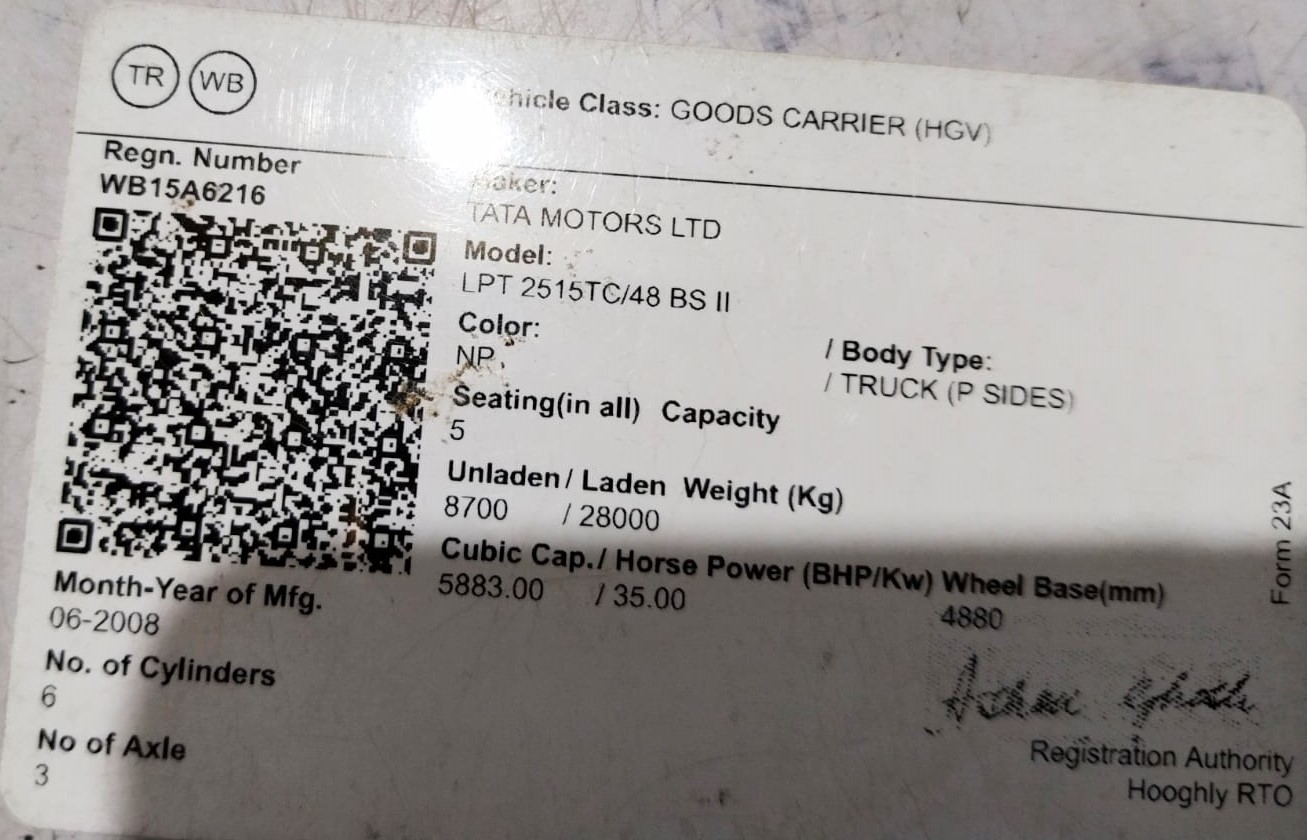 TR WB
Vehicle Class: GOODS CARRIER (HGV)
Regn. Number
WB15A6216
Maker:
TATA MOTORS LTD
Model:
LPT 2515TC/48 BS II
Color:
NP
/ Body Type:
/ TRUCK (P SIDES)
Seating(in all) Capacity
5
Unladen / Laden Weight (Kg)
8700 / 28000
Cubic Cap. / Horse Power (BHP/Kw) Wheel Base(mm)
5883.00 / 35.00 4880
Month-Year of Mfg.
06-2008
No. of Cylinders
6
No of Axle
3
Form 23A
Registration Authority
Hooghly RTO